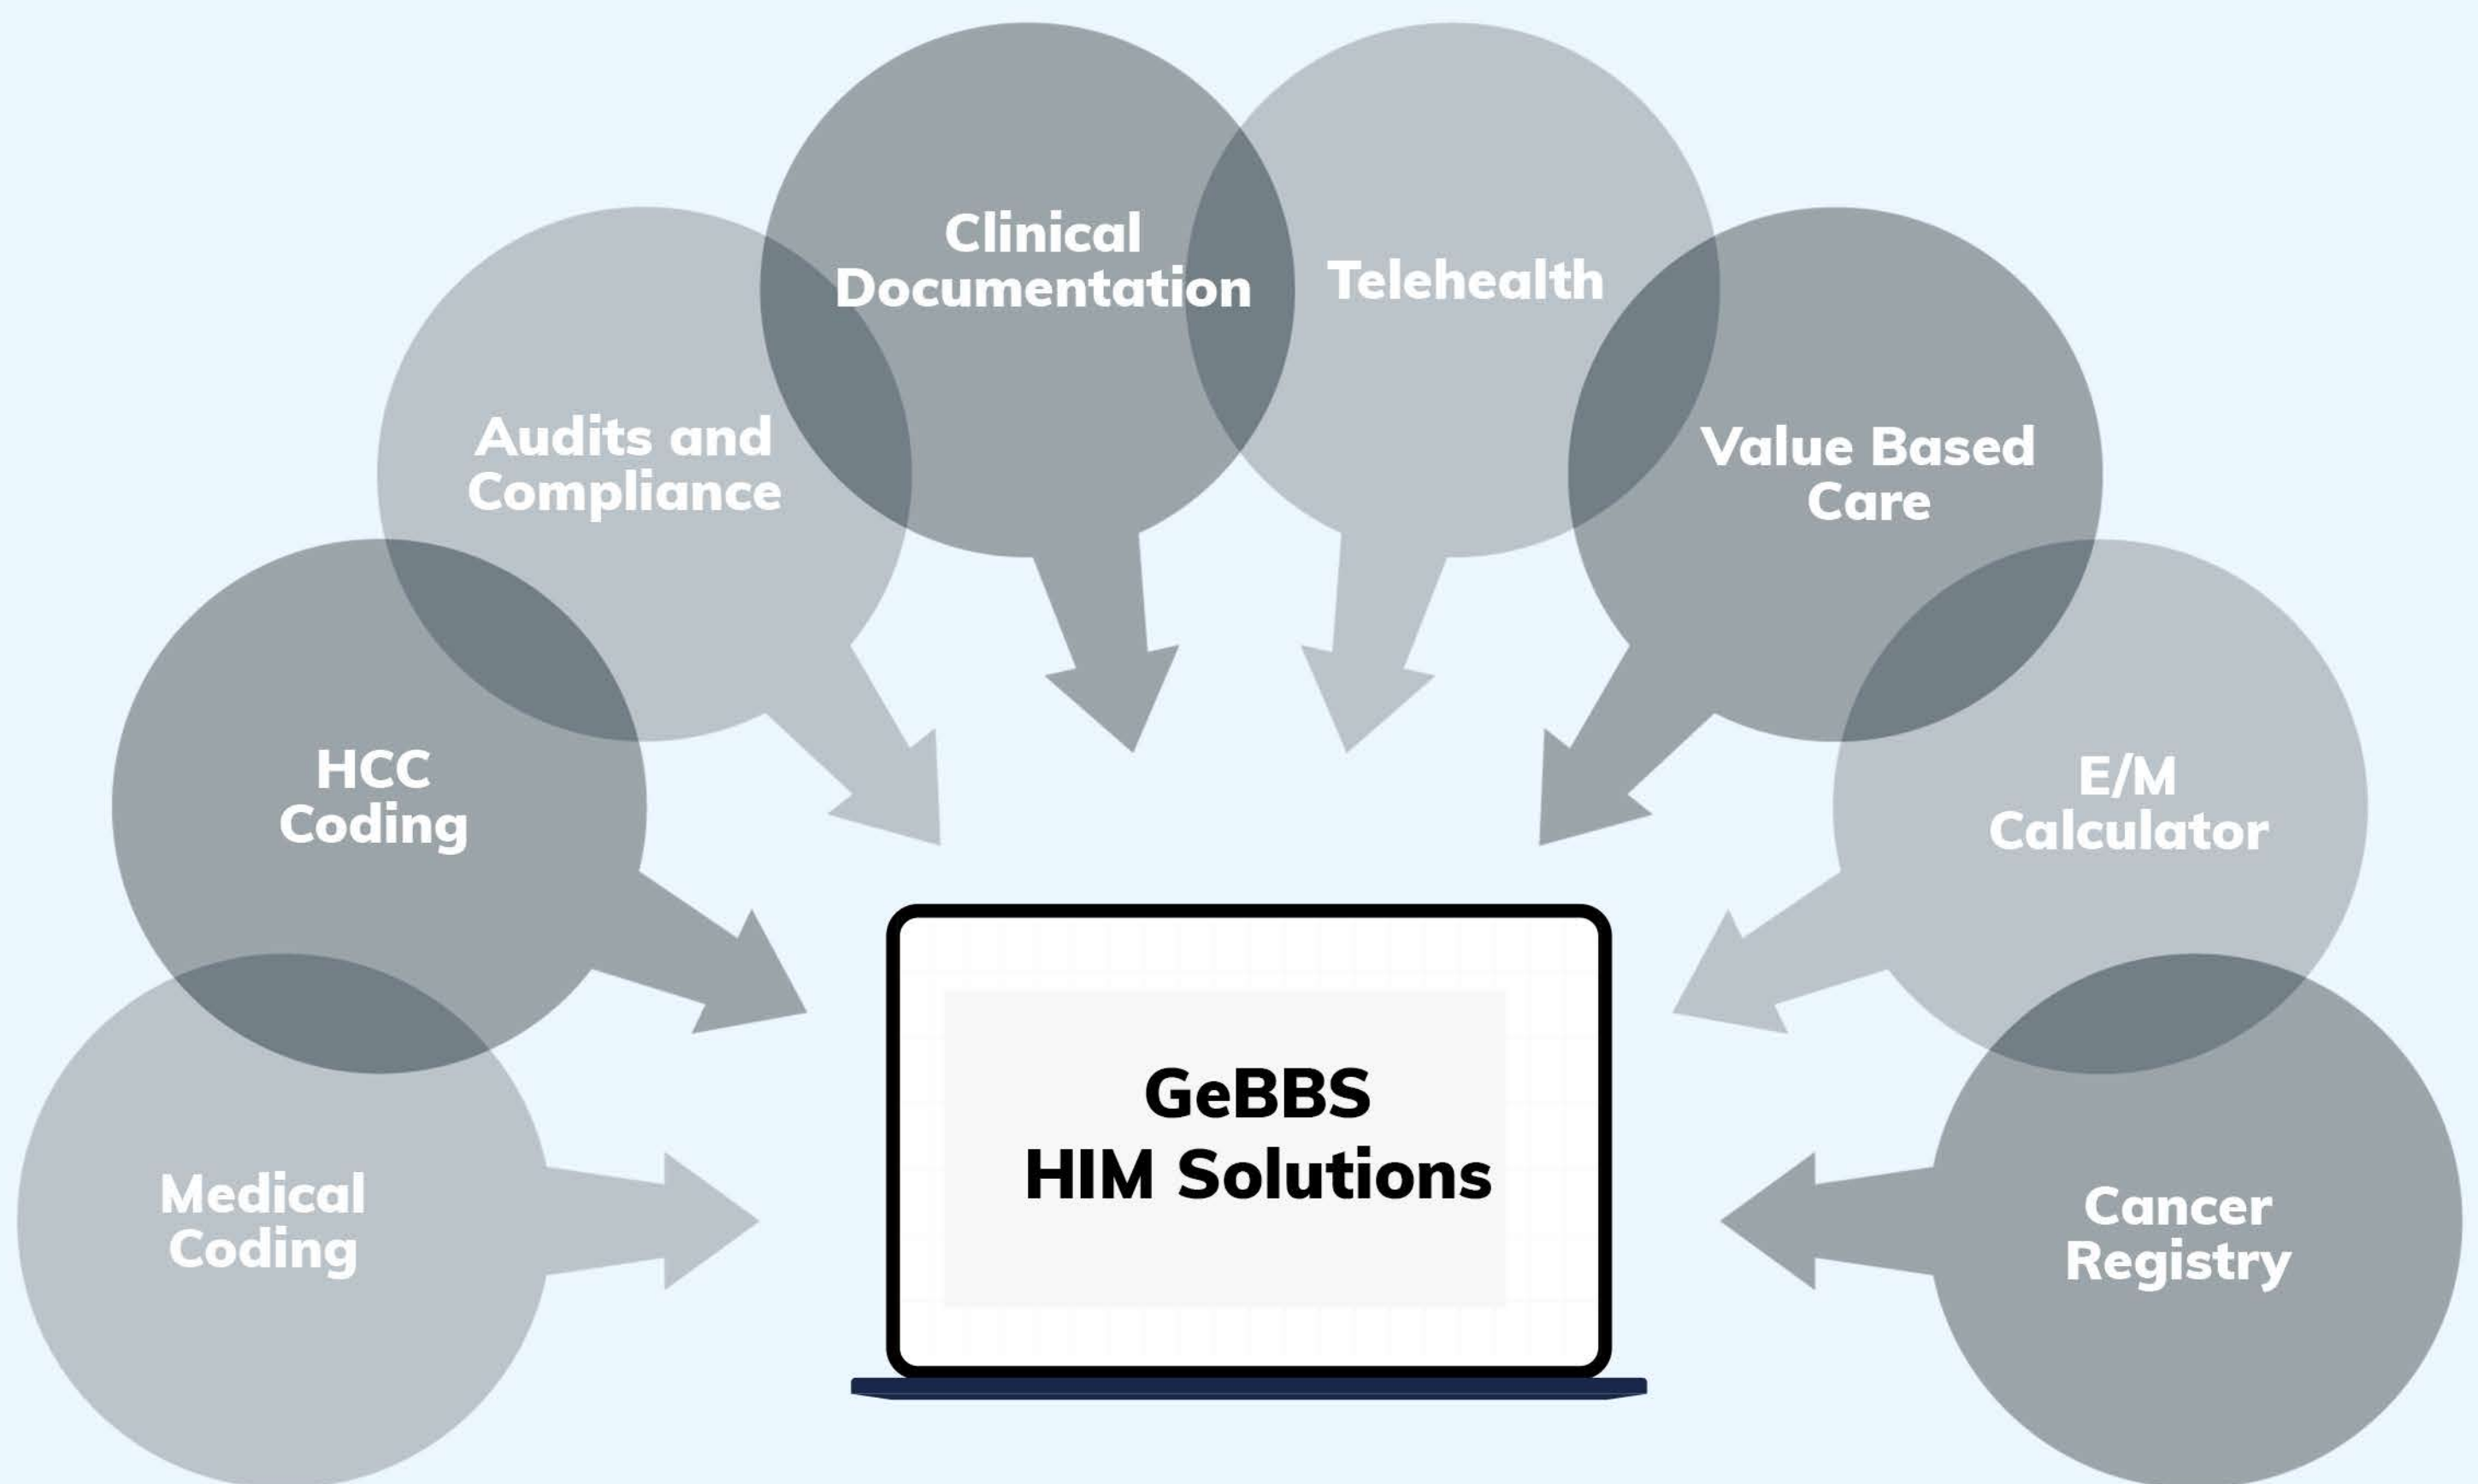 Clinical
Documentation
Telehealth
Audits and
Compliance
Value Based
Care
HCC
Coding
E/M
Calculator
Medical
Coding
GeBBS
HIM Solutions
Cancer
Registry